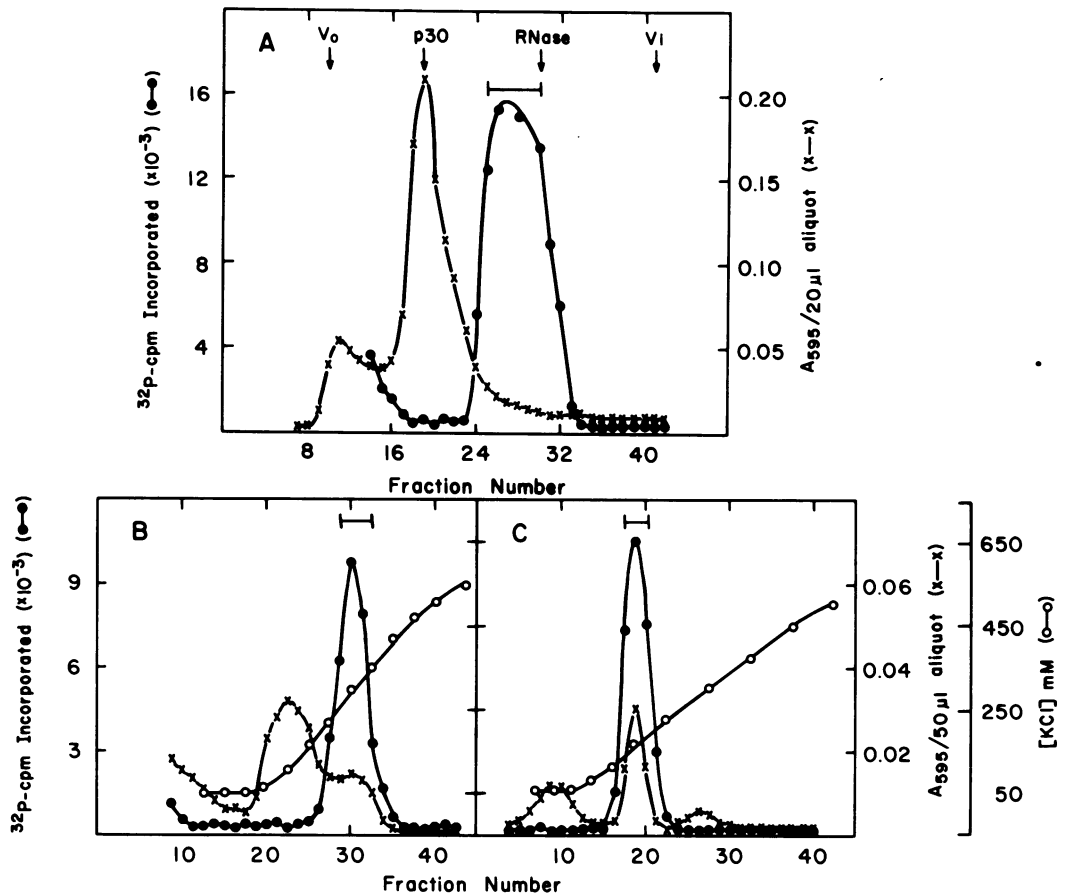 A
Vo
p30
RNase
Vi
16
12
8
4
³²P-cpm Incorporated (x10⁻³) (●—●)
0.20
0.15
0.10
0.05
A595/20µl aliquot (x—x)
8
16
24
32
40
Fraction Number
B
9
6
3
³²P-cpm Incorporated (x10⁻³) (●—●)
10
20
30
40
C
0.06
0.04
0.02
A595/50µl aliquot (x—x)
650
450
250
50
[KCl] mM (o—o)
10
20
30
40
Fraction Number